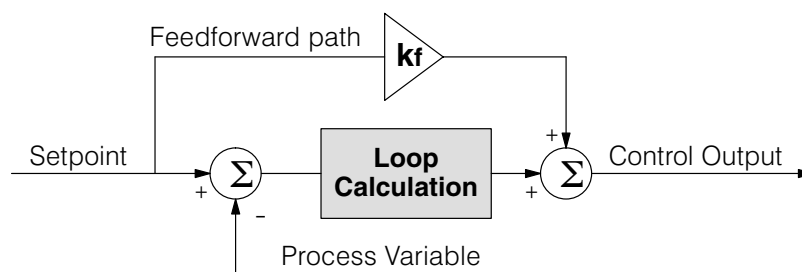 Feedforward path
kf
+
Setpoint
Σ
Loop
Calculation
Σ
Control Output
+
+
−
Process Variable